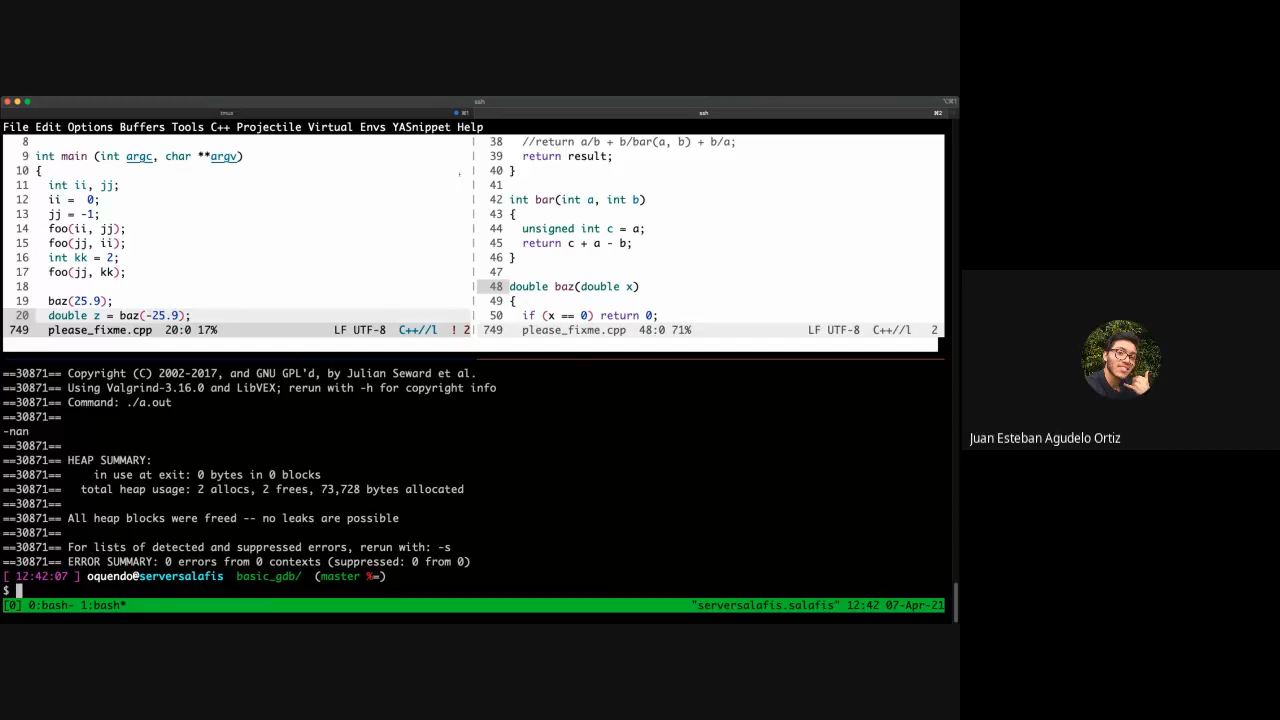 ssh
tmux
⌘1
ssh
⌘2
File Edit Options Buffers Tools C++ Projectile Virtual Envs YASnippet Help
8
9 int main (int argc, char **argv)
10 {
11   int ii, jj;
12   ii =  0;
13   jj = -1;
14   foo(ii, jj);
15   foo(jj, ii);
16   int kk = 2;
17   foo(jj, kk);
18
19   baz(25.9);
20   double z = baz(-25.9);
749   please_fixme.cpp   20:0 17%   LF UTF-8   C++//l   ! 2
38   //return a/b + b/bar(a, b) + b/a;
39   return result;
40 }
41
42 int bar(int a, int b)
43 {
44   unsigned int c = a;
45   return c + a - b;
46 }
47
48 double baz(double x)
49 {
50   if (x == 0) return 0;
749   please_fixme.cpp   48:0 71%   LF UTF-8   C++//l   2
==30871== Copyright (C) 2002-2017, and GNU GPL'd, by Julian Seward et al.
==30871== Using Valgrind-3.16.0 and LibVEX; rerun with -h for copyright info
==30871== Command: ./a.out
==30871==
-nan
==30871==
==30871== HEAP SUMMARY:
==30871==     in use at exit: 0 bytes in 0 blocks
==30871==   total heap usage: 2 allocs, 2 frees, 73,728 bytes allocated
==30871==
==30871== All heap blocks were freed -- no leaks are possible
==30871==
==30871== For lists of detected and suppressed errors, rerun with: -s
==30871== ERROR SUMMARY: 0 errors from 0 contexts (suppressed: 0 from 0)
[ 12:42:07 ] oquendo@serversalafis  basic_gdb/  (master %=)
$
[0] 0:bash- 1:bash*   "serversalafis.salafis" 12:42 07-Apr-21
Juan Esteban Agudelo Ortiz